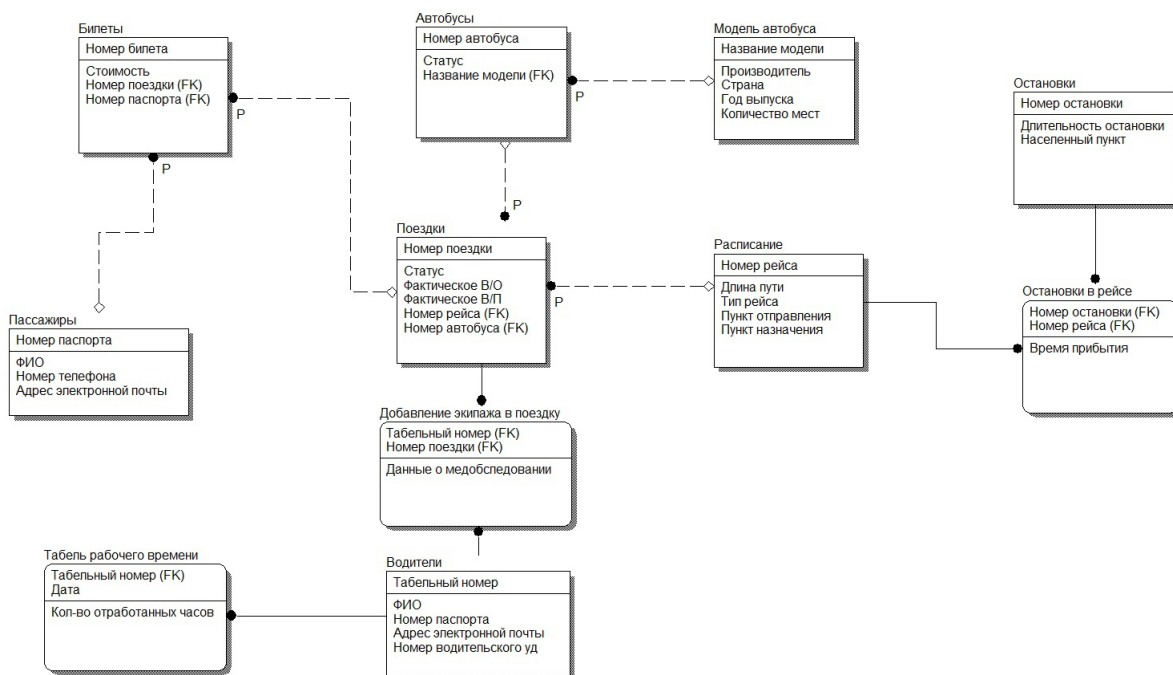 Билеты
Номер билета
Стоимость
Номер поездки (FK)
Номер паспорта (FK)
P
P
Автобусы
Номер автобуса
Статус
Название модели (FK)
P
P
Модель автобуса
Название модели
Производитель
Страна
Год выпуска
Количество мест
Остановки
Номер остановки
Длительность остановки
Населенный пункт
Поездки
Номер поездки
Статус
Фактическое В/О
Фактическое В/П
Номер рейса (FK)
Номер автобуса (FK)
P
Расписание
Номер рейса
Длина пути
Тип рейса
Пункт отправления
Пункт назначения
Остановки в рейсе
Номер остановки (FK)
Номер рейса (FK)
Время прибытия
Пассажиры
Номер паспорта
ФИО
Номер телефона
Адрес электронной почты
Добавление экипажа в поездку
Табельный номер (FK)
Номер поездки (FK)
Данные о медобследовании
Табель рабочего времени
Табельный номер (FK)
Дата
Кол-во отработанных часов
Водители
Табельный номер
ФИО
Номер паспорта
Адрес электронной почты
Номер водительского уд